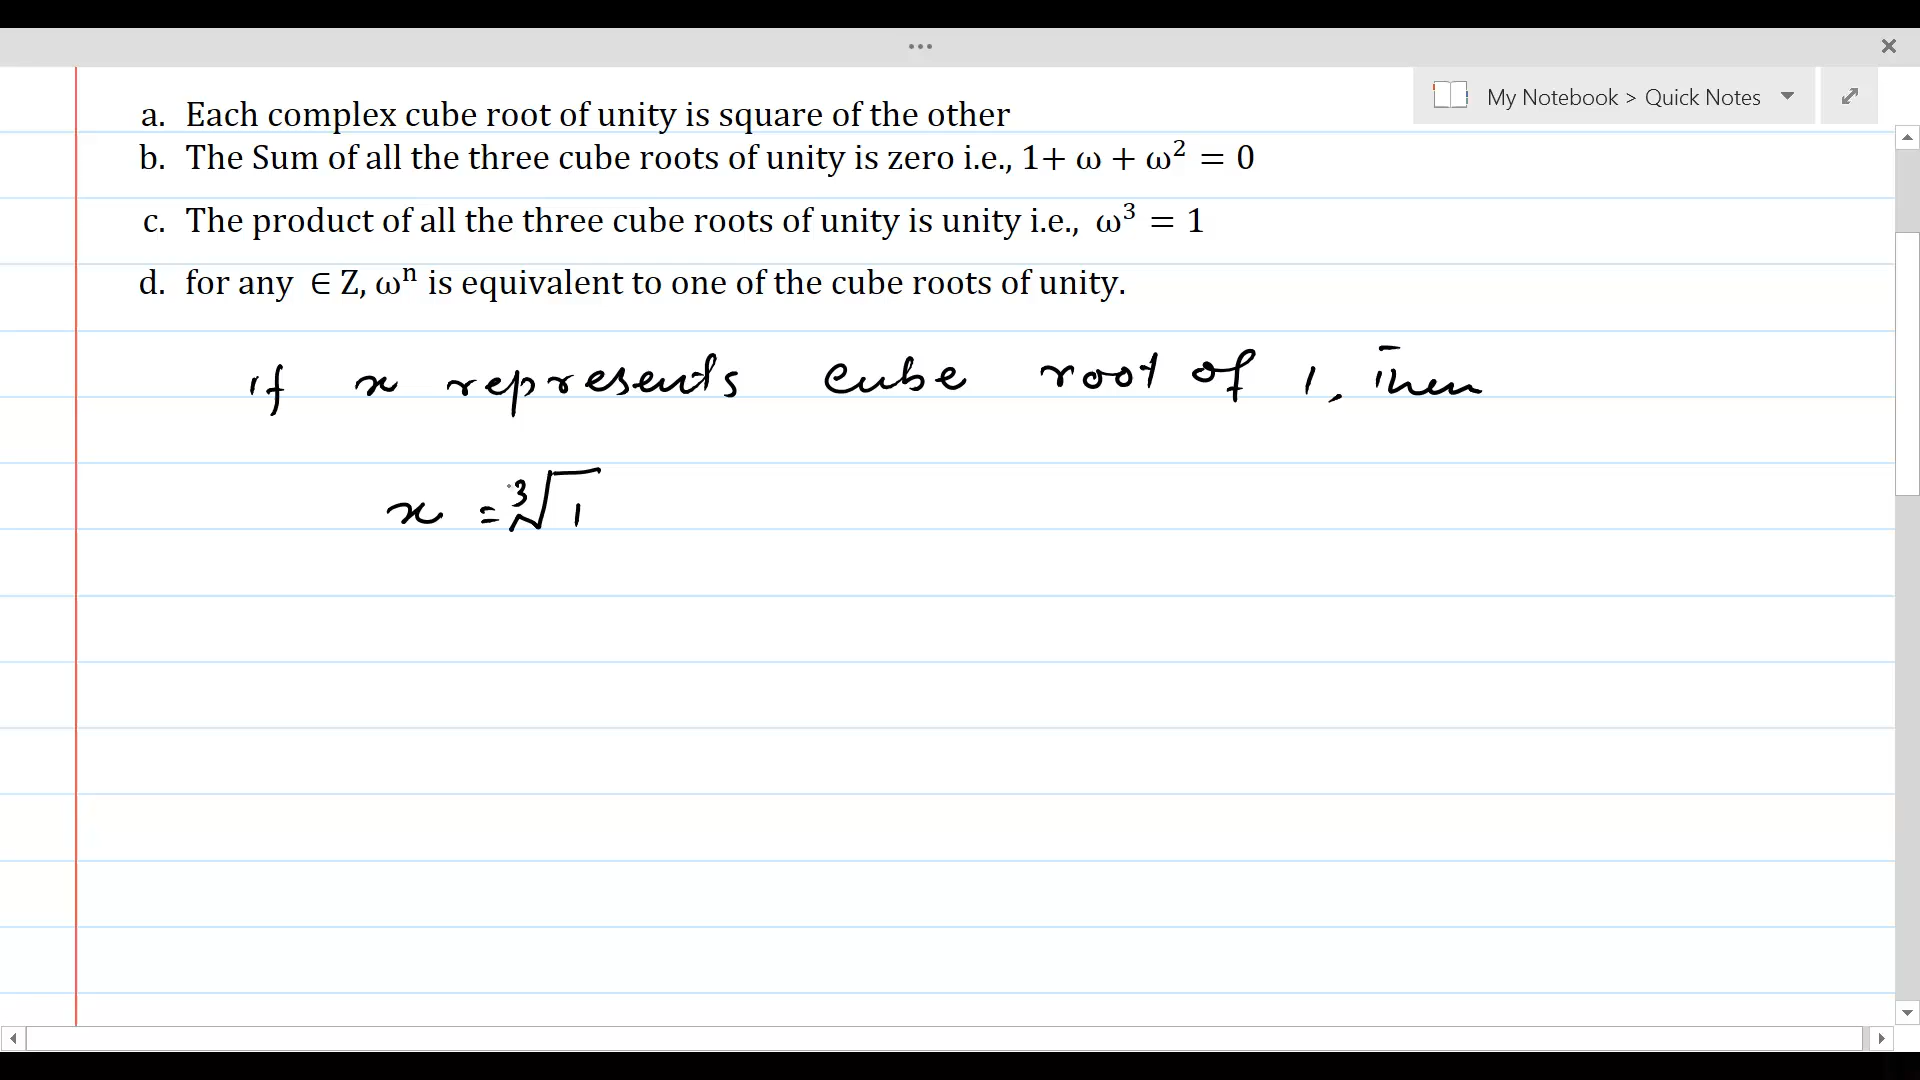 My Notebook > Quick Notes
a. Each complex cube root of unity is square of the other
b. The Sum of all the three cube roots of unity is zero i.e., 1+ ω + ω² = 0
c. The product of all the three cube roots of unity is unity i.e., ω³ = 1
d. for any ∈ Z, ωⁿ is equivalent to one of the cube roots of unity.
if x represents cube root of 1, then
x = ³√1